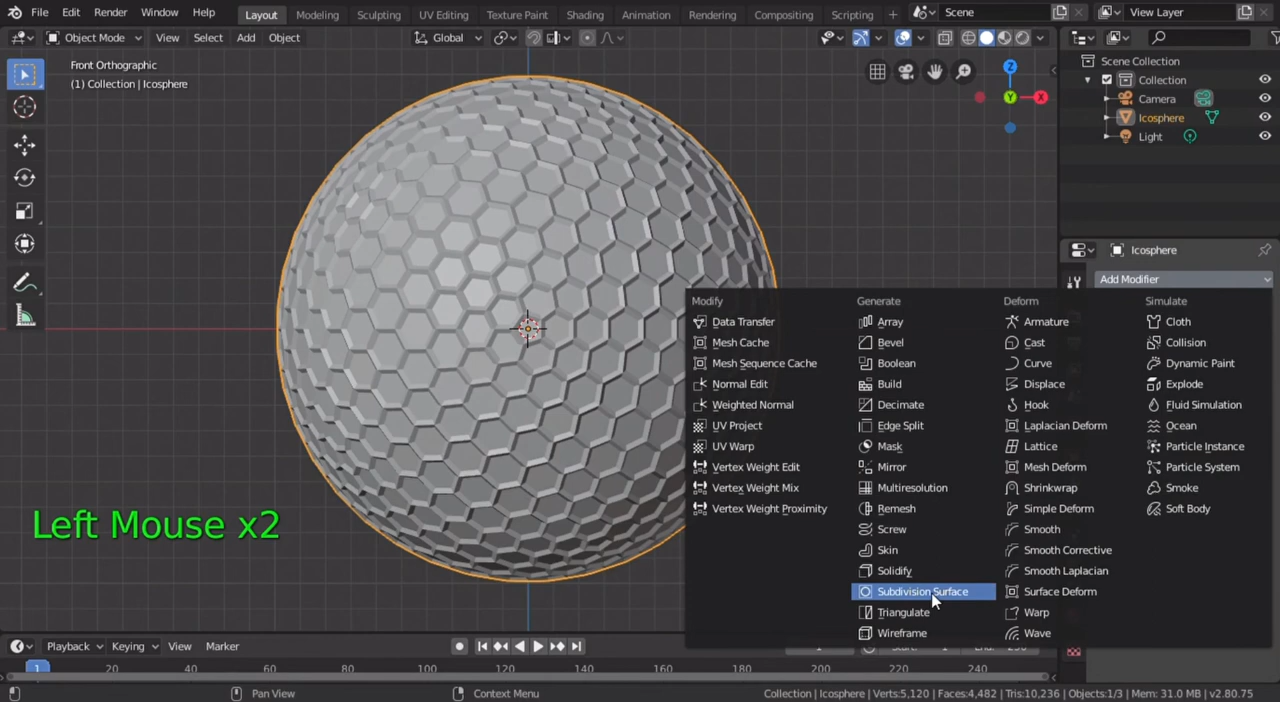 File Edit Render Window Help Layout Modeling Sculpting UV Editing Texture Paint Shading Animation Rendering Compositing Scripting + Scene View Layer
Object Mode View Select Add Object Global
Front Orthographic
(1) Collection | Icosphere
Z
Y
X
Scene Collection
Collection
Camera
Icosphere
Light
Icosphere
Add Modifier
Modify
Data Transfer
Mesh Cache
Mesh Sequence Cache
Normal Edit
Weighted Normal
UV Project
UV Warp
Vertex Weight Edit
Vertex Weight Mix
Vertex Weight Proximity
Generate
Array
Bevel
Boolean
Build
Decimate
Edge Split
Mask
Mirror
Multiresolution
Remesh
Screw
Skin
Solidify
Subdivision Surface
Triangulate
Wireframe
Deform
Armature
Cast
Curve
Displace
Hook
Laplacian Deform
Lattice
Mesh Deform
Shrinkwrap
Simple Deform
Smooth
Smooth Corrective
Smooth Laplacian
Surface Deform
Warp
Wave
Simulate
Cloth
Collision
Dynamic Paint
Explode
Fluid Simulation
Ocean
Particle Instance
Particle System
Smoke
Soft Body
Left Mouse x2
Playback Keying View Marker
1 20 40 60 80 100 120 140 160 180 200 220 240
Pan View Context Menu Collection | Icosphere | Verts:5,120 | Faces:4,482 | Tris:10,236 | Objects:1/3 | Mem: 31.0 MB | v2.80.75